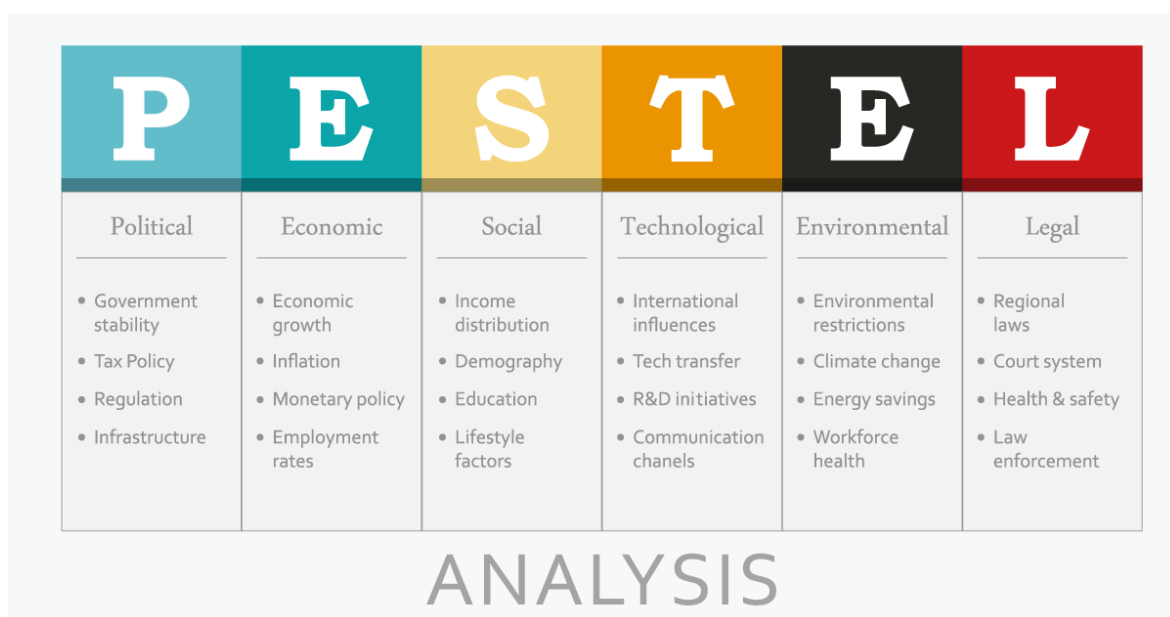 P E S T E L
Political
• Government
stability
• Tax Policy
• Regulation
• Infrastructure
Economic
• Economic
growth
• Inflation
• Monetary policy
• Employment
rates
Social
• Income
distribution
• Demography
• Education
• Lifestyle
factors
Technological
• International
influences
• Tech transfer
• R&D initiatives
• Communication
chanels
Environmental
• Environmental
restrictions
• Climate change
• Energy savings
• Workforce
health
Legal
• Regional
laws
• Court system
• Health & safety
• Law
enforcement
ANALYSIS